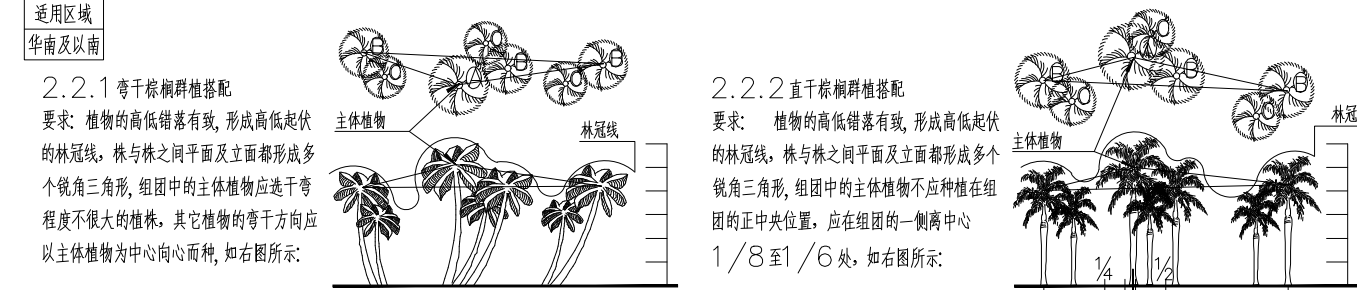 适用区域
华南及以南
2.2.1弯干棕榈群植搭配
要求: 植物的高低错落有致, 形成高低起伏
的林冠线, 株与株之间平面及立面都形成多
个锐角三角形, 组团中的主体植物应选干弯
程度不很大的植株, 其它植物的弯干方向应
以主体植物为中心向心而种, 如右图所示:
B
O
O
D
A
O
B
主体植物
林冠线
2.2.2直干棕榈群植搭配
要求: 植物的高低错落有致, 形成高低起伏
的林冠线, 株与株之间平面及立面都形成多个
锐角三角形, 组团中的主体植物不应种植在组
团的正中央位置, 应在组团的一侧离中心
1/8至1/6处, 如右图所示:
B
O
O
D
B
主体植物
林冠
1/4
1/2